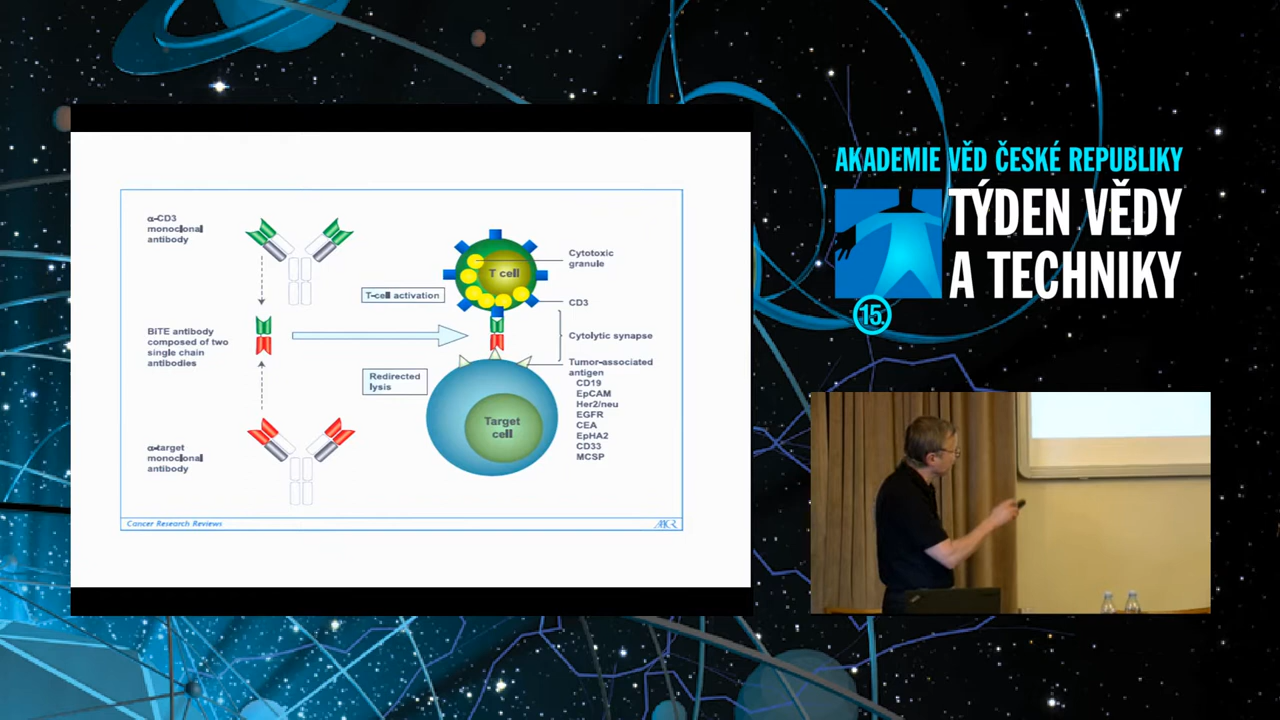 α-CD3
monoclonal
antibody
T-cell activation
BITE antibody
composed of two
single chain
antibodies
Redirected
lysis
α-target
monoclonal
antibody
T cell
Cytotoxic
granule
CD3
Cytolytic synapse
Tumor-associated
antigen
CD19
EpCAM
Her2/neu
EGFR
CEA
EpHA2
CD33
MCSP
Target
cell
Cancer Research Reviews
AACR
AKADEMIE VĚD ČESKÉ REPUBLIKY
TÝDEN VĚDY
A TECHNIKY
15.